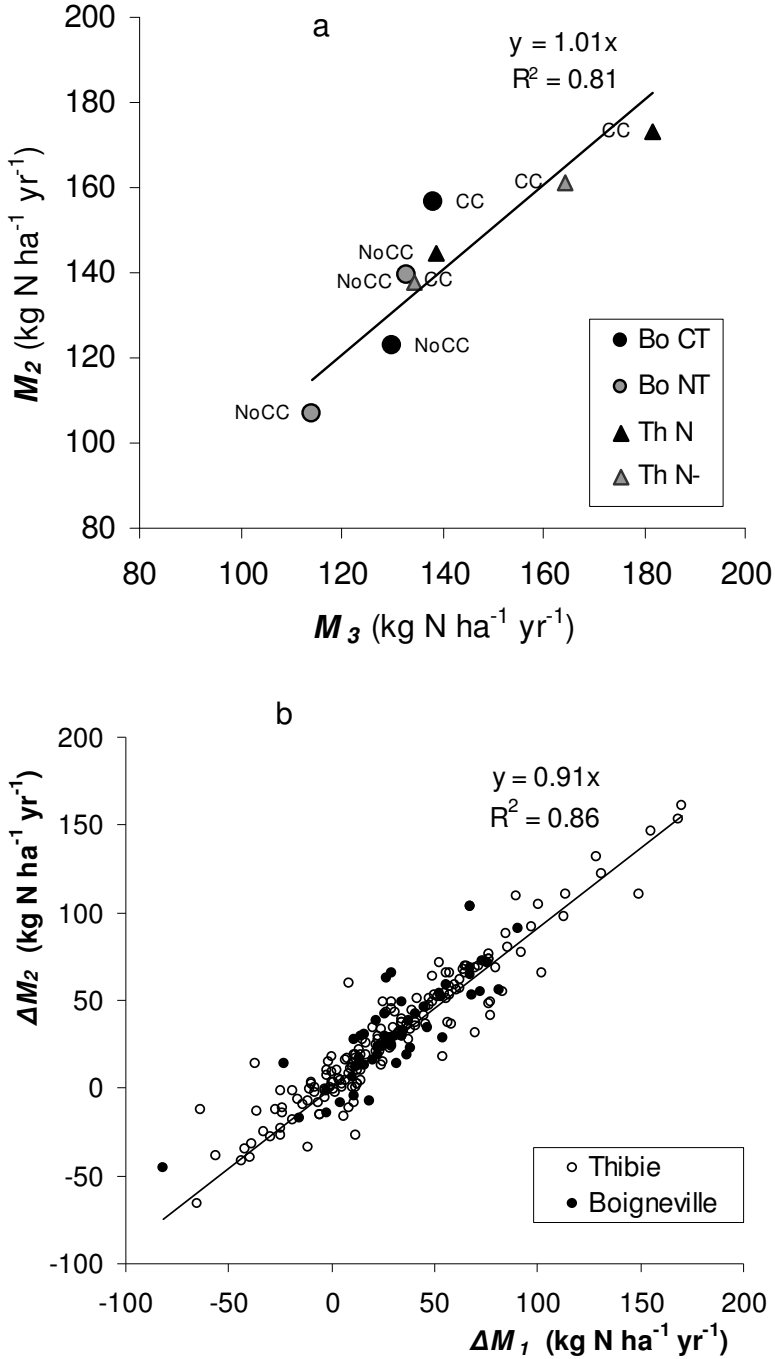 a
y = 1.01x
R² = 0.81
200
180
160
140
120
100
80
M₂ (kg N ha⁻¹ yr⁻¹)
CC
CC
CC
NoCC
NoCC
CC
NoCC
NoCC
Bo CT
Bo NT
Th N
Th N-
80 100 120 140 160 180 200
M₃ (kg N ha⁻¹ yr⁻¹)
b
y = 0.91x
R² = 0.86
200
150
100
50
0
-50
-100
ΔM₂ (kg N ha⁻¹ yr⁻¹)
Thibie
Boigneville
-100 -50 0 50 100 150 200
ΔM₁ (kg N ha⁻¹ yr⁻¹)